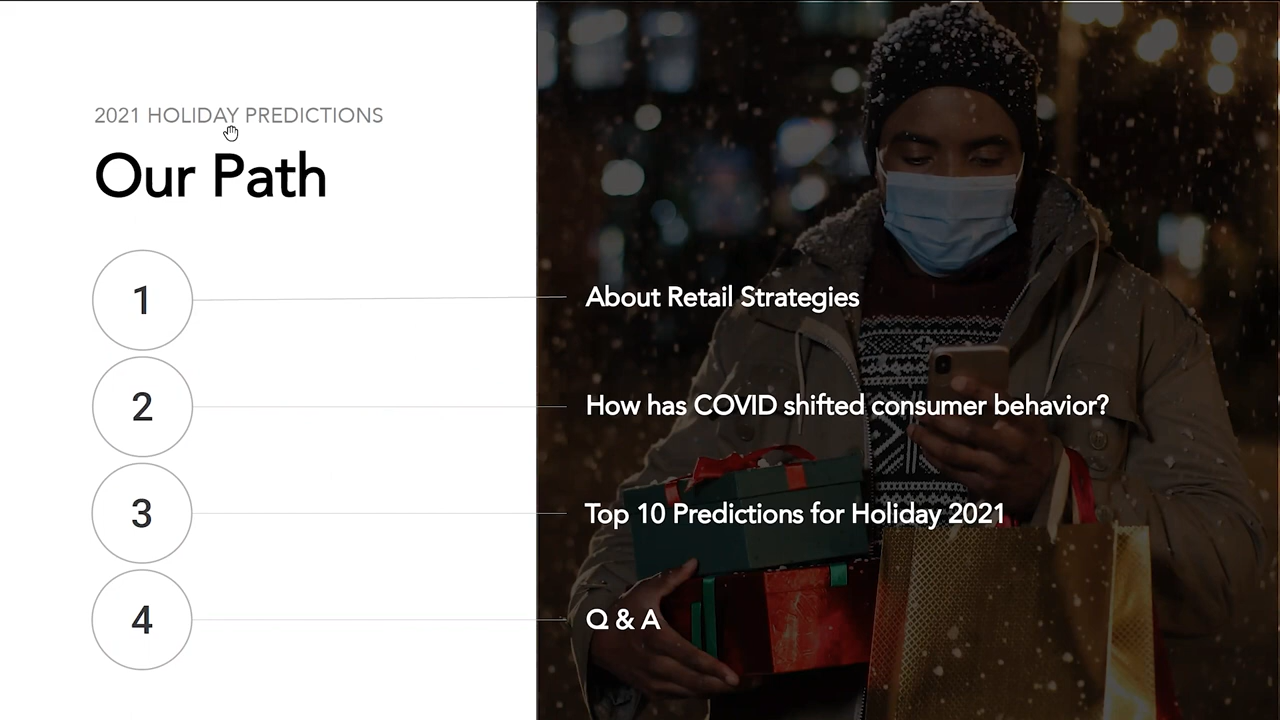 2021 HOLIDAY PREDICTIONS
Our Path
1
About Retail Strategies
2
How has COVID shifted consumer behavior?
3
Top 10 Predictions for Holiday 2021
4
Q & A